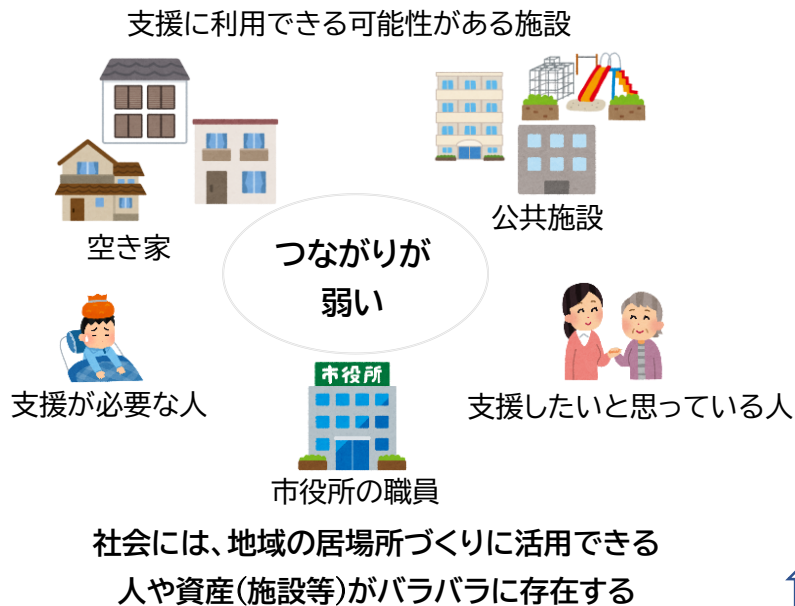 支援に利用できる可能性がある施設
空き家
公共施設
つながりが
弱い
支援が必要な人
支援したいと思っている人
市役所
市役所の職員
社会には、地域の居場所づくりに活用できる
人や資産(施設等)がバラバラに存在する